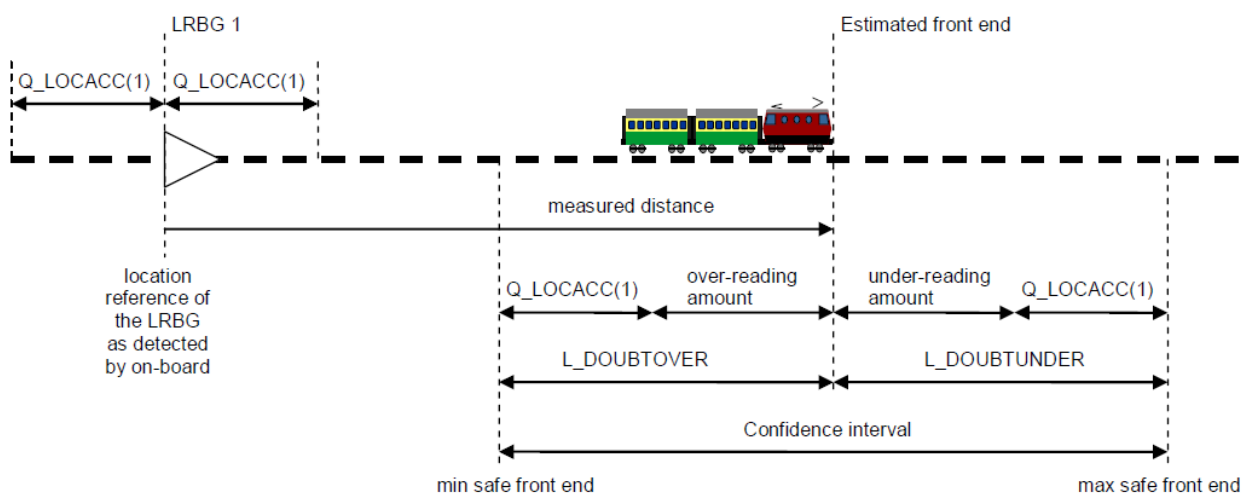 LRBG 1
Estimated front end
Q_LOCACC(1)
Q_LOCACC(1)
measured distance
location
reference of
the LRBG
as detected
by on-board
Q_LOCACC(1)
over-reading
amount
under-reading
amount
Q_LOCACC(1)
L_DOUBTOVER
L_DOUBTUNDER
Confidence interval
min safe front end
max safe front end